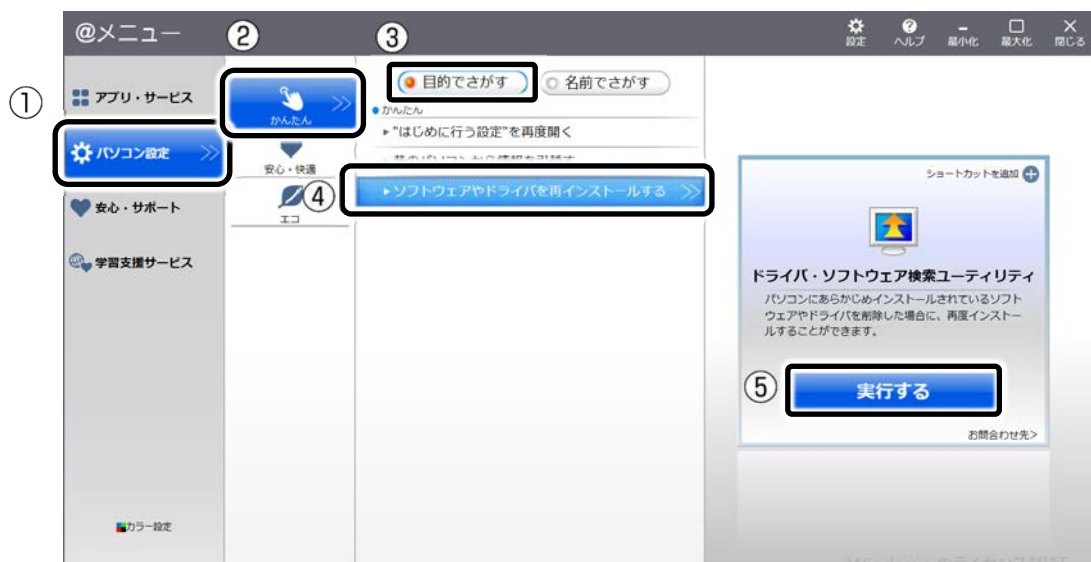 @メニュー
設定
ヘルプ
最小化
最大化
閉じる
①
②
③
アプリ・サービス
パソコン設定
安心・サポート
学習支援サービス
カラー設定
かんたん
安心・快適
エコ
目的でさがす
名前でさがす
かんたん
"はじめに行う設定"を再度開く
④
ソフトウェアやドライバを再インストールする
ショートカットを追加
ドライバ・ソフトウェア検索ユーティリティ
パソコンにあらかじめインストールされているソフト
ウェアやドライバを削除した場合に、再度インストー
ルすることができます。
⑤
実行する
お問合わせ先>